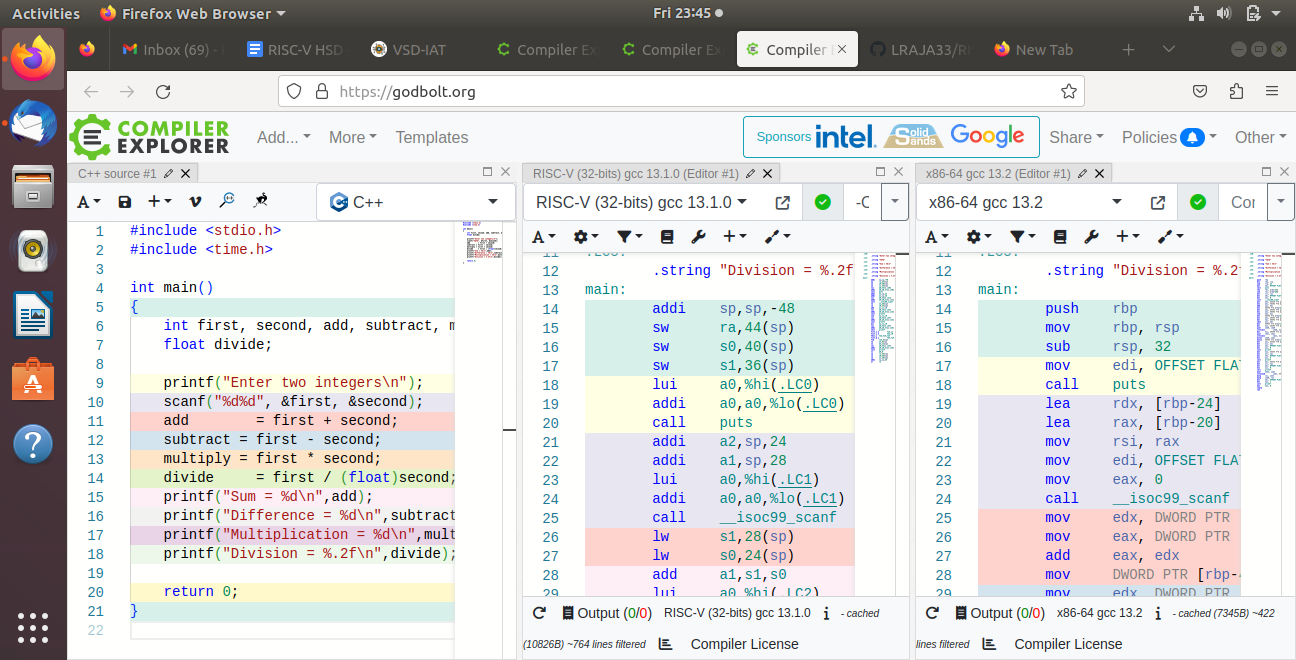 Activities Firefox Web Browser Fri 23:45
Inbox (69) - RISC-V HSD VSD-IAT Compiler Ex Compiler Ex Compiler E LRAJA33/RI New Tab
https://godbolt.org
COMPILER EXPLORER Add... More Templates Sponsors intel. Solid Sands Google Share Policies Other
C++ source #1
A C++
1 #include <stdio.h>
2 #include <time.h>
3
4 int main()
5 {
6 int first, second, add, subtract, m
7 float divide;
8
9 printf("Enter two integers\n");
10 scanf("%d%d", &first, &second);
11 add = first + second;
12 subtract = first - second;
13 multiply = first * second;
14 divide = first / (float)second;
15 printf("Sum = %d\n",add);
16 printf("Difference = %d\n",subtract
17 printf("Multiplication = %d\n",mult
18 printf("Division = %.2f\n",divide);
19
20 return 0;
21 }
22
RISC-V (32-bits) gcc 13.1.0 (Editor #1)
RISC-V (32-bits) gcc 13.1.0 -O
A
12 .string "Division = %.2f
13 main:
14 addi sp,sp,-48
15 sw ra,44(sp)
16 sw s0,40(sp)
17 sw s1,36(sp)
18 lui a0,%hi(.LC0)
19 addi a0,a0,%lo(.LC0)
20 call puts
21 addi a2,sp,24
22 addi a1,sp,28
23 lui a0,%hi(.LC1)
24 addi a0,a0,%lo(.LC1)
25 call __isoc99_scanf
26 lw s1,28(sp)
27 lw s0,24(sp)
28 add a1,s1,s0
29 lui a0,%hi(.LC2)
Output (0/0) RISC-V (32-bits) gcc 13.1.0 i - cached
(10826B) ~764 lines filtered Compiler License
x86-64 gcc 13.2 (Editor #1)
x86-64 gcc 13.2 Cor
A
12 .string "Division = %.2
13 main:
14 push rbp
15 mov rbp, rsp
16 sub rsp, 32
17 mov edi, OFFSET FLA
18 call puts
19 lea rdx, [rbp-24]
20 lea rax, [rbp-20]
21 mov rsi, rax
22 mov edi, OFFSET FLA
23 mov eax, 0
24 call __isoc99_scanf
25 mov edx, DWORD PTR
26 mov eax, DWORD PTR
27 add eax, edx
28 mov DWORD PTR [rbp-
29 mov edx, DWORD PTR
Output (0/0) x86-64 gcc 13.2 i - cached (7345B) ~422
lines filtered Compiler License